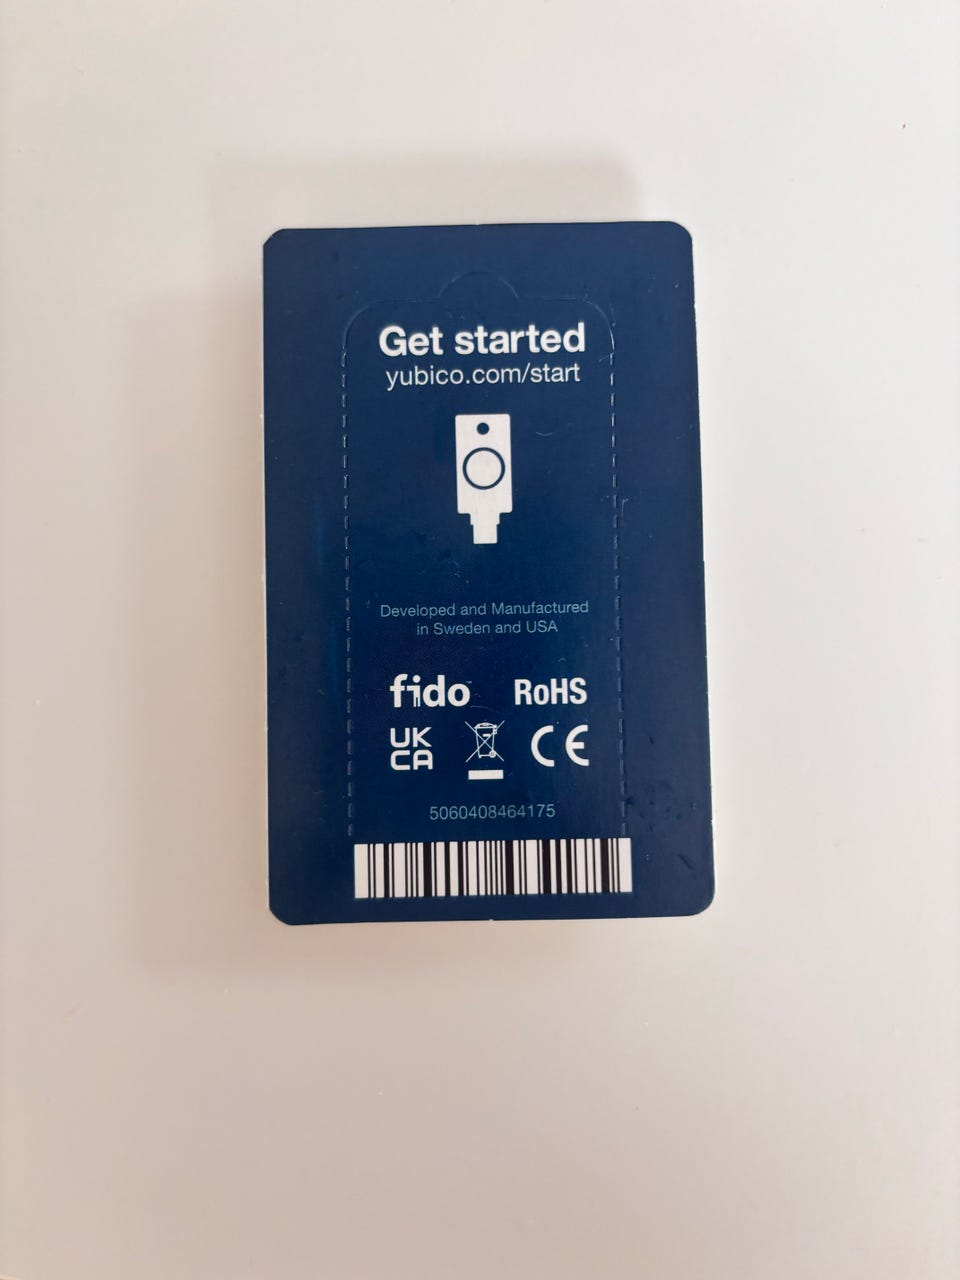 Get started
yubico.com/start
Developed and Manufactured
in Sweden and USA
fido RoHS
UK
CA CE
5060408464175